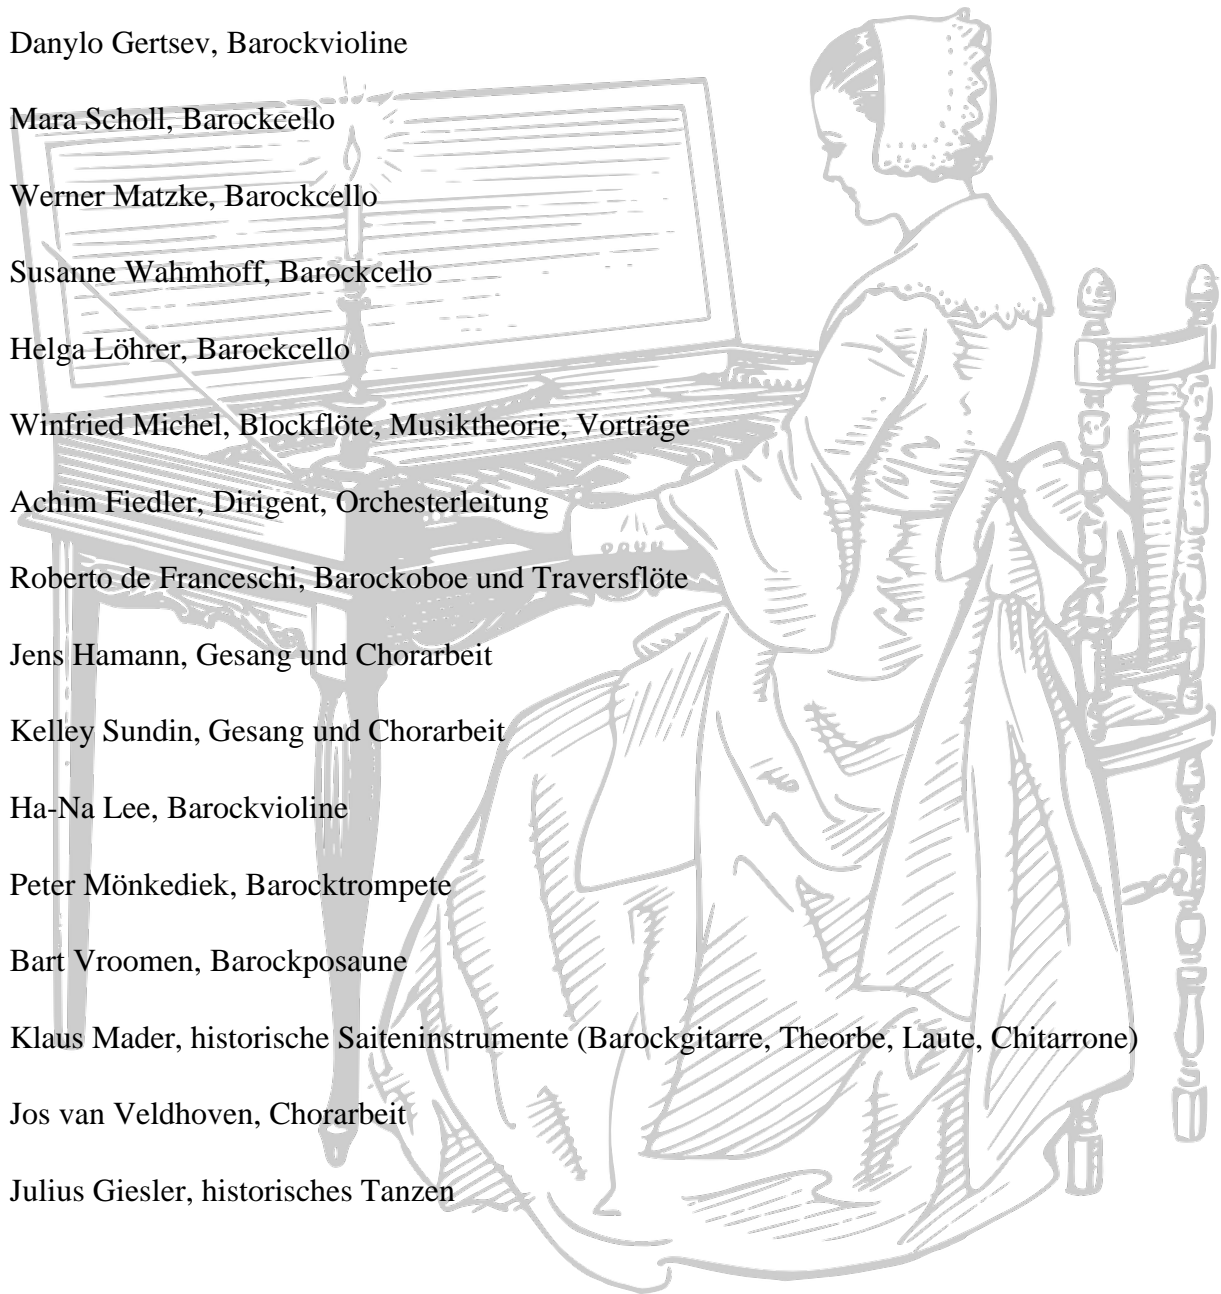 Danylo Gertsev, Barockvioline
Mara Scholl, Barockcello
Werner Matzke, Barockcello
Susanne Wahmhoff, Barockcello
Helga Löhrer, Barockcello
Winfried Michel, Blockflöte, Musiktheorie, Vorträge
Achim Fiedler, Dirigent, Orchesterleitung
Roberto de Franceschi, Barockoboe und Traversflöte
Jens Hamann, Gesang und Chorarbeit
Kelley Sundin, Gesang und Chorarbeit
Ha-Na Lee, Barockvioline
Peter Mönkediek, Barocktrompete
Bart Vroomen, Barockposaune
Klaus Mader, historische Saiteninstrumente (Barockgitarre, Theorbe, Laute, Chitarrone)
Jos van Veldhoven, Chorarbeit
Julius Giesler, historisches Tanzen